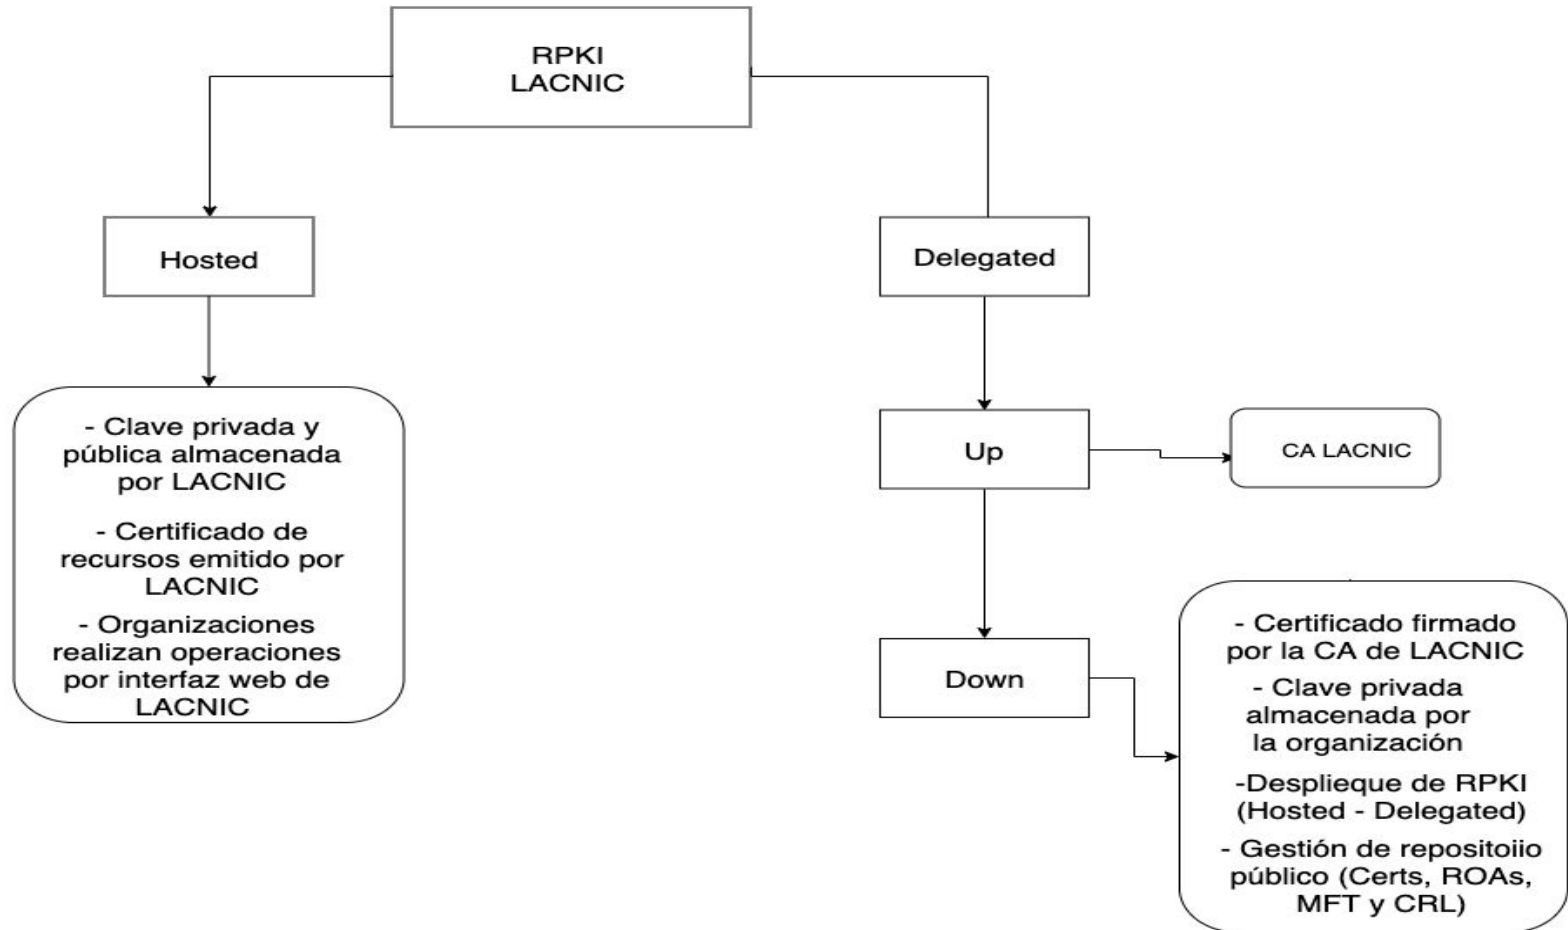 RPKI
LACNIC
Hosted
Delegated
- Clave privada y
pública almacenada
por LACNIC
- Certificado de
recursos emitido por
LACNIC
- Organizaciones
realizan operaciones
por interfaz web de
LACNIC
Up
CA LACNIC
Down
- Certificado firmado
por la CA de LACNIC
- Clave privada
almacenada por
la organización
-Desplieque de RPKI
(Hosted - Delegated)
- Gestión de repositoiio
público (Certs, ROAs,
MFT y CRL)